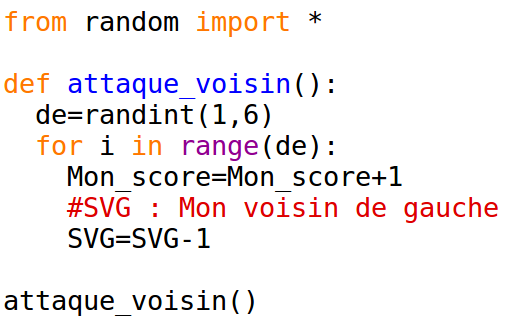 from random import *
def attaque_voisin():
de=randint(1,6)
for i in range(de):
Mon_score=Mon_score+1
#SVG : Mon voisin de gauche
SVG=SVG-1
attaque_voisin()